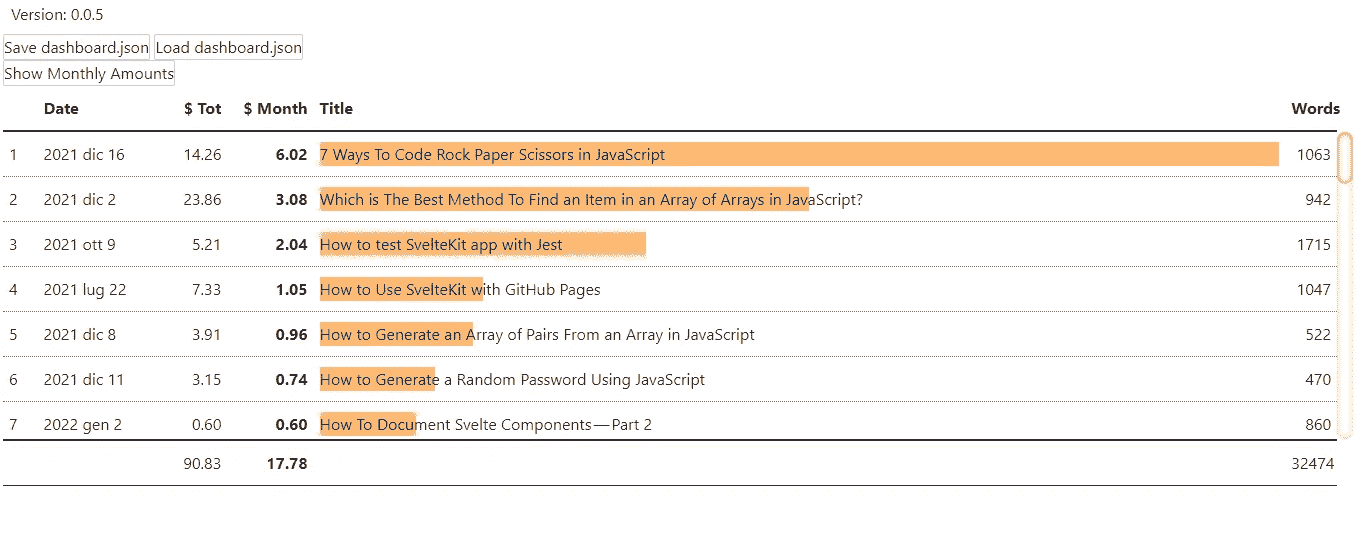 Version: 0.0.5
Save dashboard.json Load dashboard.json
Show Monthly Amounts
Date $ Tot $ Month Title Words
1 2021 dic 16 14.26 6.02 7 Ways To Code Rock Paper Scissors in JavaScript 1063
2 2021 dic 2 23.86 3.08 Which is The Best Method To Find an Item in an Array of Arrays in JavaScript? 942
3 2021 ott 9 5.21 2.04 How to test SvelteKit app with Jest 1715
4 2021 lug 22 7.33 1.05 How to Use SvelteKit with GitHub Pages 1047
5 2021 dic 8 3.91 0.96 How to Generate an Array of Pairs From an Array in JavaScript 522
6 2021 dic 11 3.15 0.74 How to Generate a Random Password Using JavaScript 470
7 2022 gen 2 0.60 0.60 How To Document Svelte Components — Part 2 860
90.83 17.78 32474